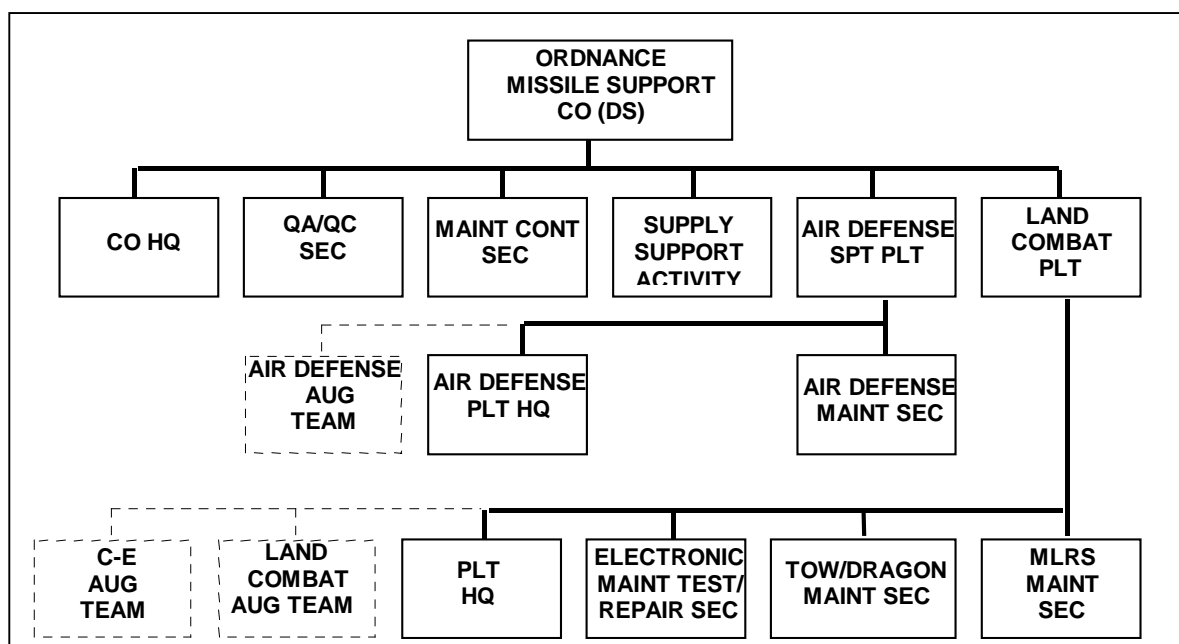 ORDNANCE
MISSILE SUPPORT
CO (DS)
CO HQ
QA/QC
SEC
MAINT CONT
SEC
SUPPLY
SUPPORT
ACTIVITY
AIR DEFENSE
SPT PLT
LAND
COMBAT
PLT
AIR DEFENSE
AUG
TEAM
AIR DEFENSE
PLT HQ
AIR DEFENSE
MAINT SEC
C-E
AUG
TEAM
LAND
COMBAT
AUG TEAM
PLT
HQ
ELECTRONIC
MAINT TEST/
REPAIR SEC
TOW/DRAGON
MAINT SEC
MLRS
MAINT
SEC